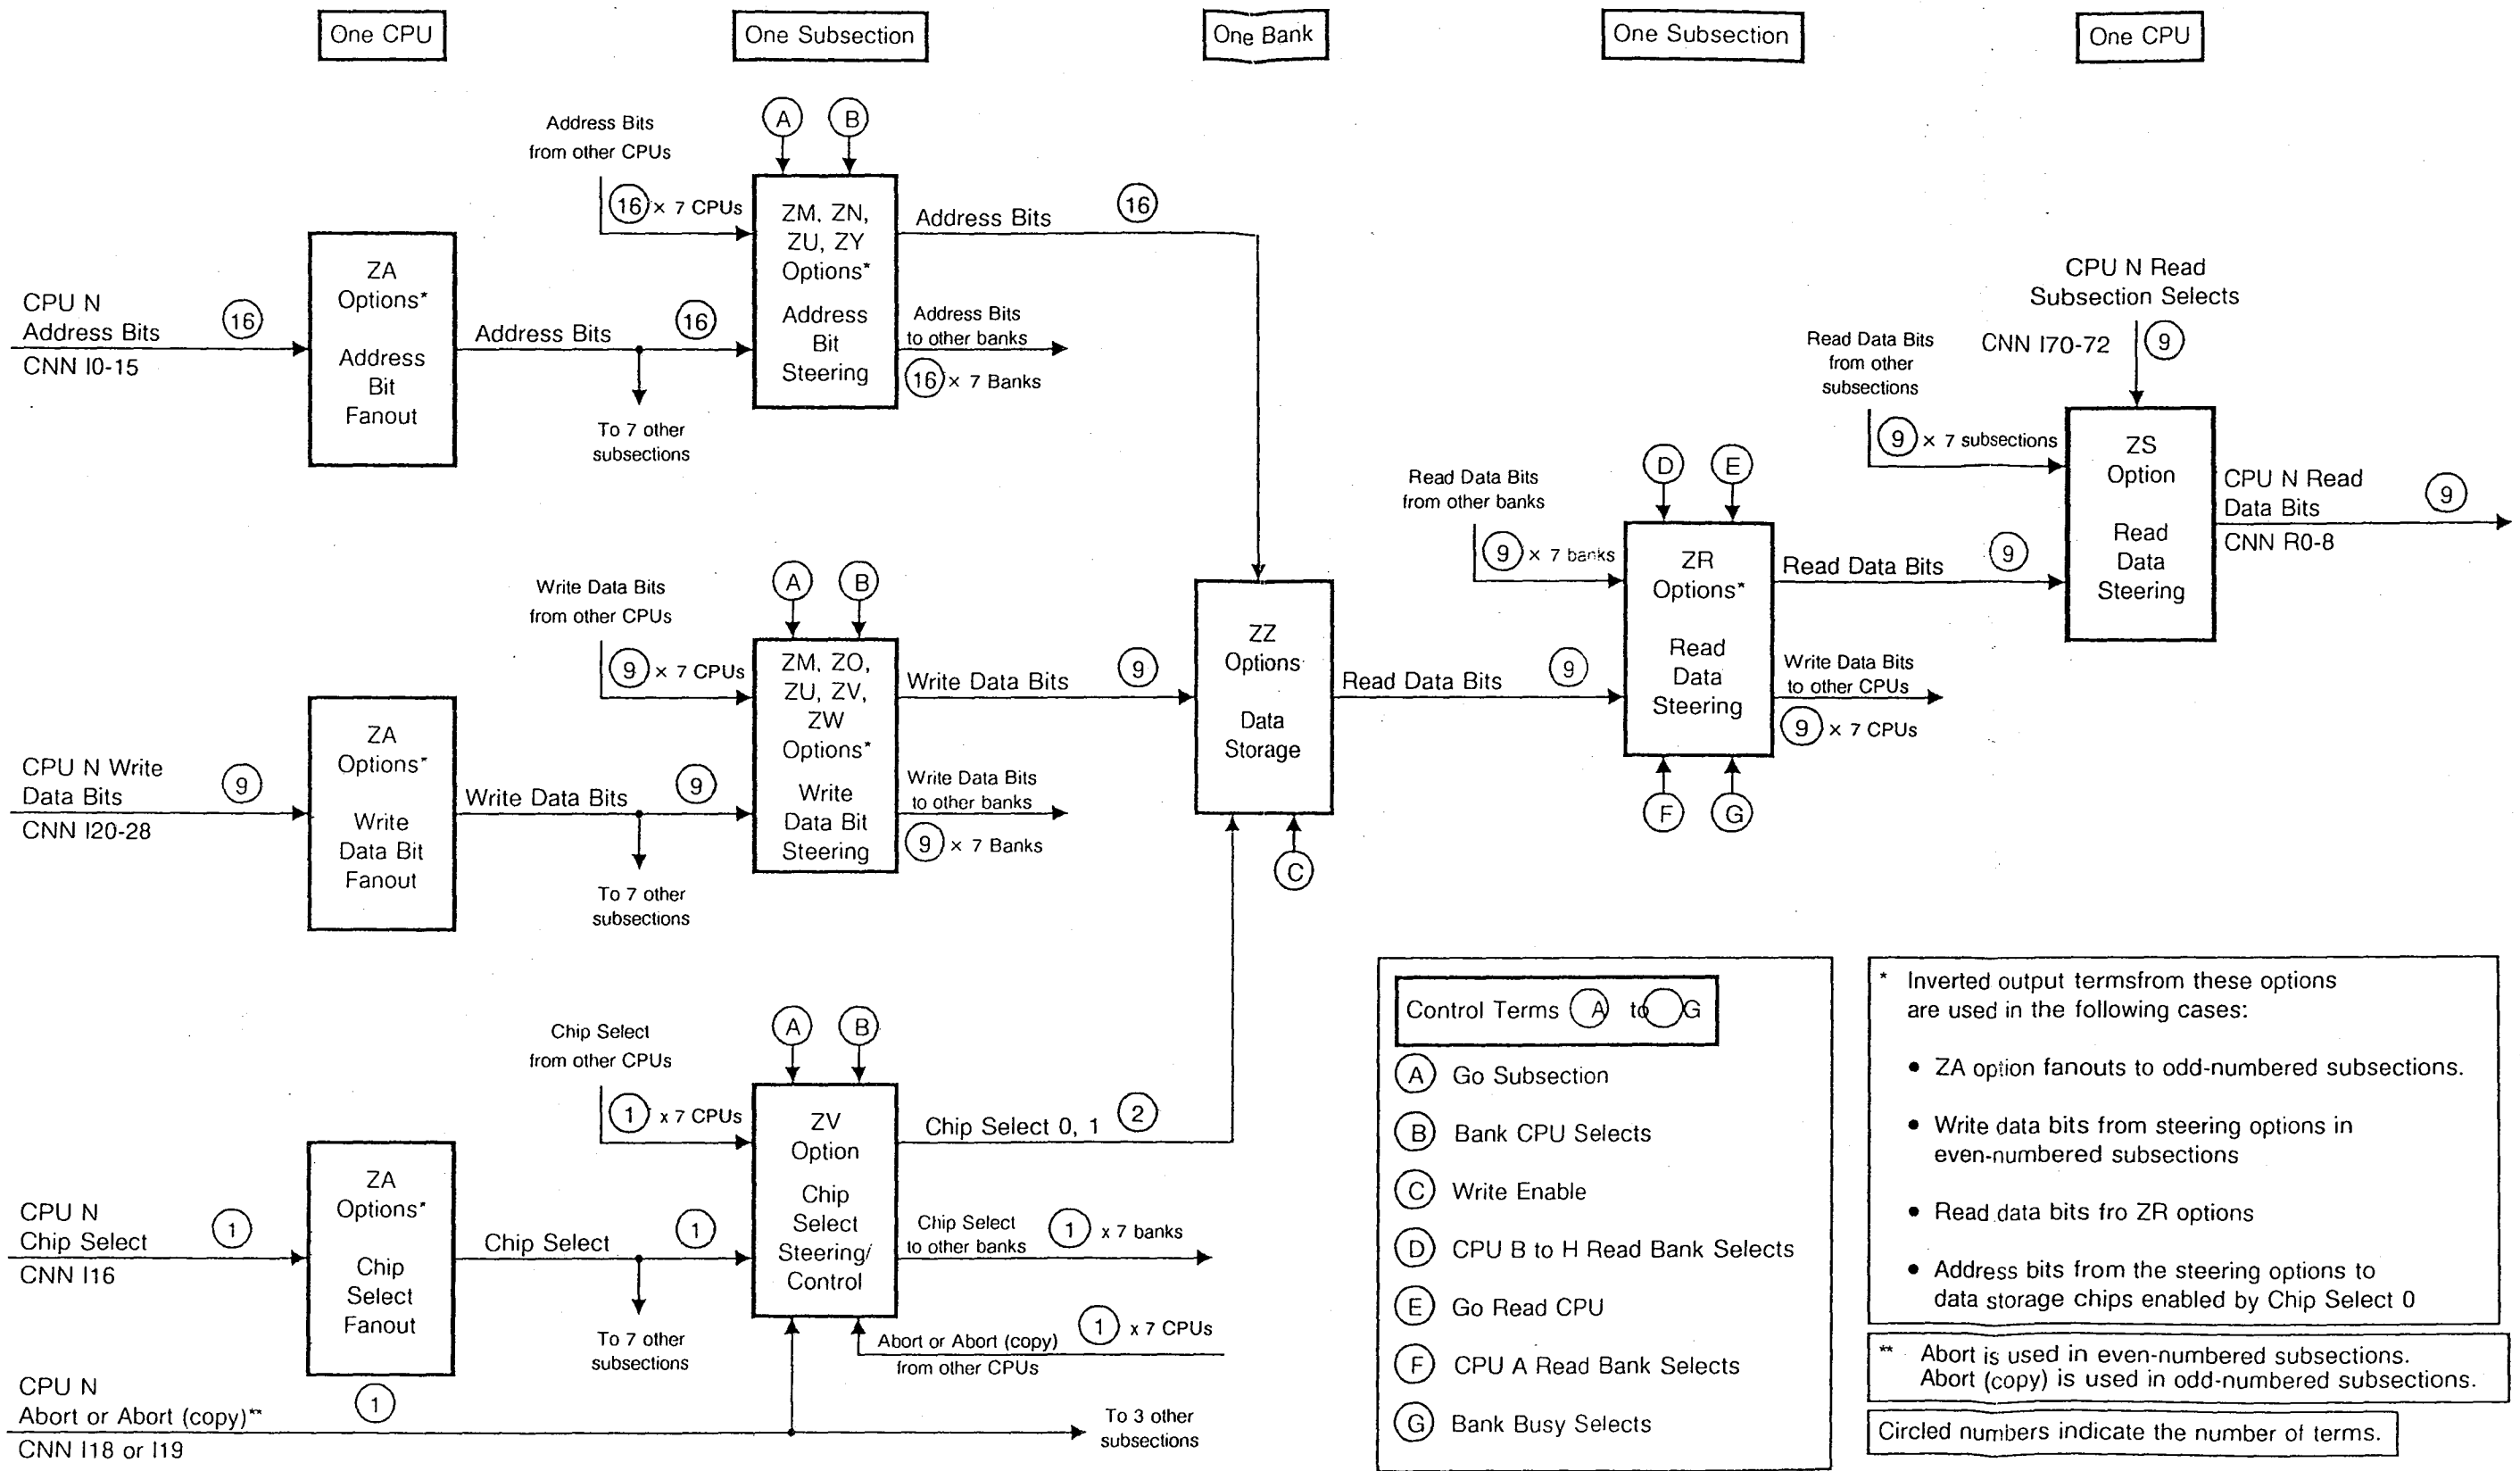 One CPU
One Subsection
One Bank
One Subsection
One CPU
Address Bits
from other CPUs
A
B
16 × 7 CPUs
ZM, ZN,
ZU, ZY
Options*
Address
Bit
Steering
Address Bits
16
CPU N
Address Bits
16
CNN I0-15
ZA
Options*
Address
Bit
Fanout
Address Bits
16
To 7 other
subsections
Address Bits
to other banks
16 × 7 Banks
CPU N Read
Subsection Selects
CNN I70-72
9
Read Data Bits
from other
subsections
9 × 7 subsections
ZS
Option
Read
Data
Steering
CPU N Read
Data Bits
9
CNN R0-8
Read Data Bits
from other banks
9 × 7 banks
D
E
ZR
Options*
Read
Data
Steering
F
G
Read Data Bits
9
Write Data Bits
to other CPUs
9 × 7 CPUs
Write Data Bits
from other CPUs
A
B
9 × 7 CPUs
ZM, ZO,
ZU, ZV,
ZW
Options*
Write
Data Bit
Steering
Write Data Bits
9
ZZ
Options
Data
Storage
C
Read Data Bits
9
CPU N Write
Data Bits
9
CNN I20-28
ZA
Options*
Write
Data Bit
Fanout
Write Data Bits
9
To 7 other
subsections
Write Data Bits
to other banks
9 × 7 Banks
Chip Select
from other CPUs
A
B
1 x 7 CPUs
ZV
Option
Chip
Select
Steering/
Control
Chip Select 0, 1
2
CPU N
Chip Select
1
CNN I16
ZA
Options*
Chip
Select
Fanout
Chip Select
1
To 7 other
subsections
Chip Select
to other banks
1 x 7 banks
Abort or Abort (copy)
1 x 7 CPUs
from other CPUs
CPU N
Abort or Abort (copy)**
1
CNN I18 or I19
To 3 other
subsections
Control Terms A to G
A Go Subsection
B Bank CPU Selects
C Write Enable
D CPU B to H Read Bank Selects
E Go Read CPU
F CPU A Read Bank Selects
G Bank Busy Selects
* Inverted output termsfrom these options
are used in the following cases:
• ZA option fanouts to odd-numbered subsections.
• Write data bits from steering options in
even-numbered subsections
• Read data bits fro ZR options
• Address bits from the steering options to
data storage chips enabled by Chip Select 0
** Abort is used in even-numbered subsections.
Abort (copy) is used in odd-numbered subsections.
Circled numbers indicate the number of terms.